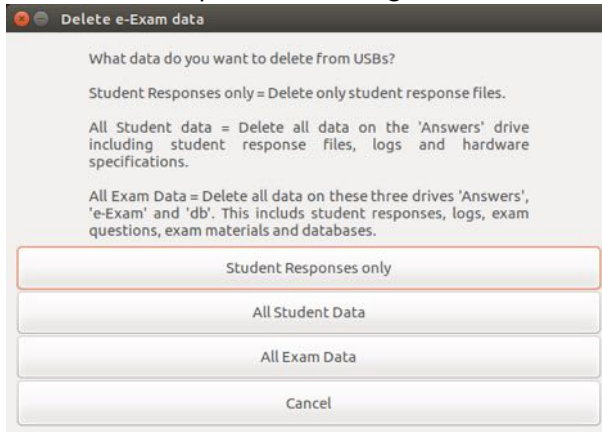 Delete e-Exam data
What data do you want to delete from USBs?
Student Responses only = Delete only student response files.
All Student data = Delete all data on the 'Answers' drive
including student response files, logs and hardware
specifications.
All Exam Data = Delete all data on these three drives 'Answers',
'e-Exam' and 'db'. This includs student responses, logs, exam
questions, exam materials and databases.
Student Responses only
All Student Data
All Exam Data
Cancel